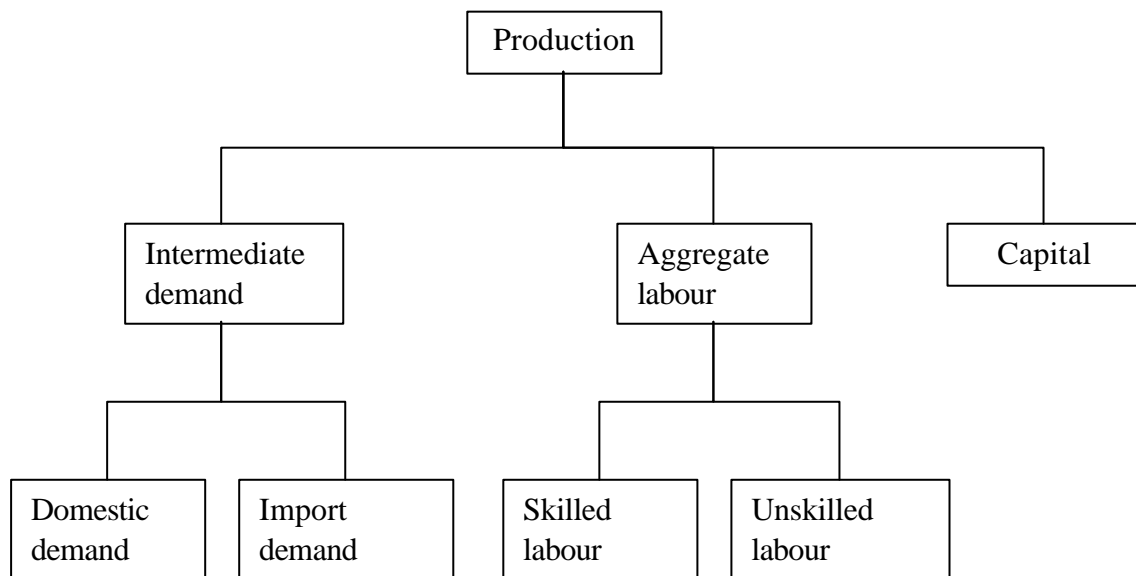 Production
Intermediate
demand
Aggregate
labour
Capital
Domestic
demand
Import
demand
Skilled
labour
Unskilled
labour